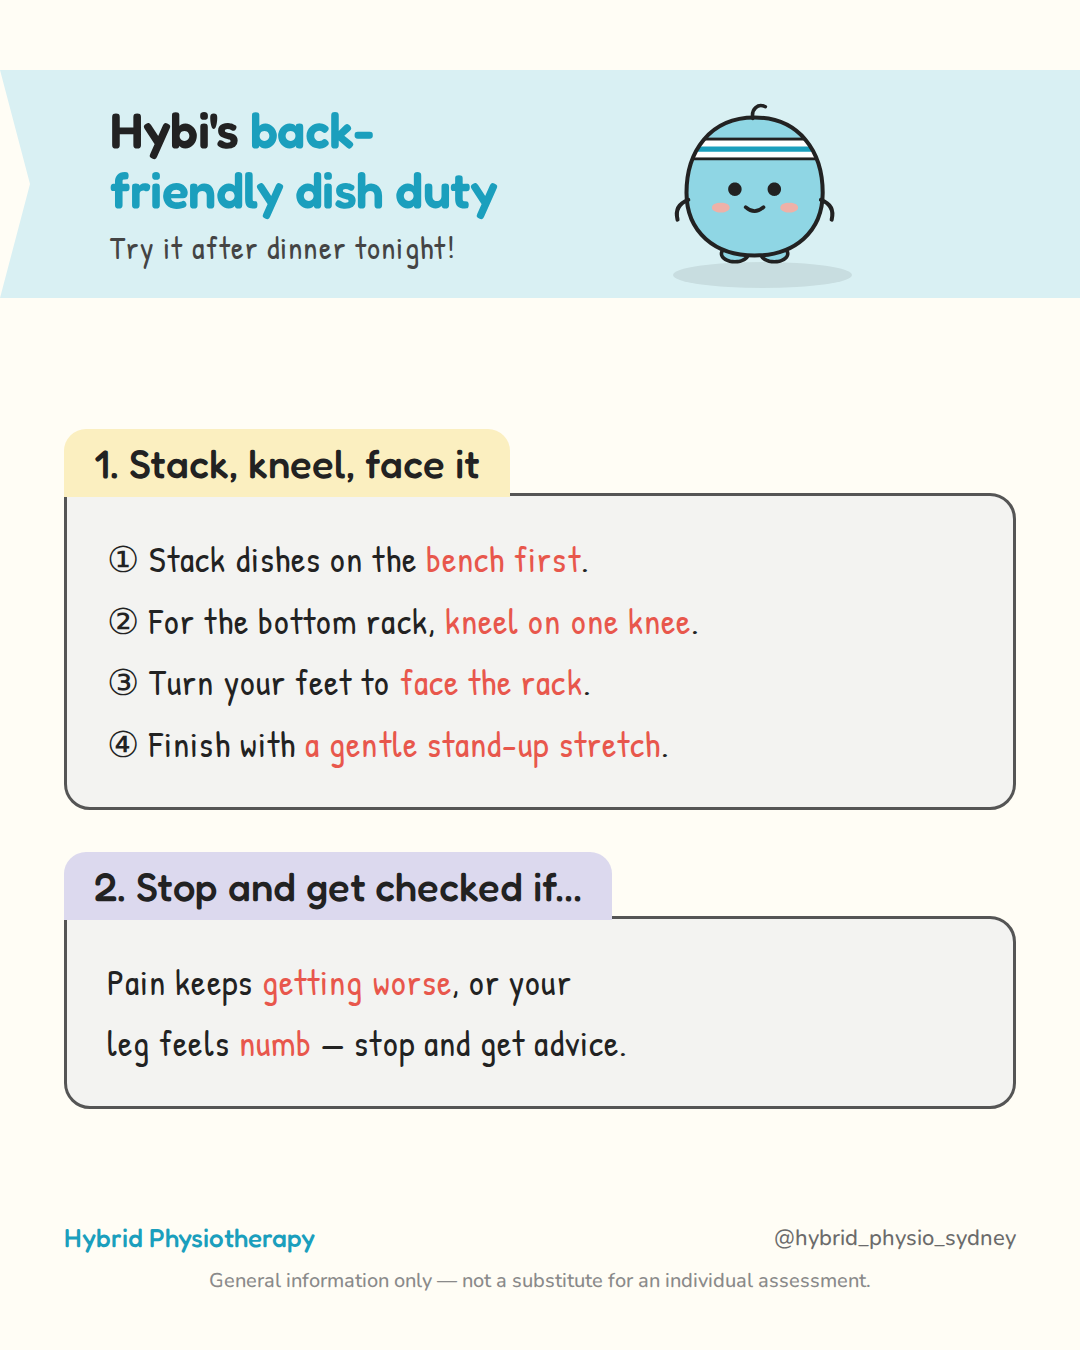 Hybi's back-
friendly dish duty
Try it after dinner tonight!
1. Stack, kneel, face it
① Stack dishes on the bench first.
② For the bottom rack, kneel on one knee.
③ Turn your feet to face the rack.
④ Finish with a gentle stand-up stretch.
2. Stop and get checked if...
Pain keeps getting worse, or your
leg feels numb — stop and get advice.
Hybrid Physiotherapy
@hybrid_physio_sydney
General information only — not a substitute for an individual assessment.